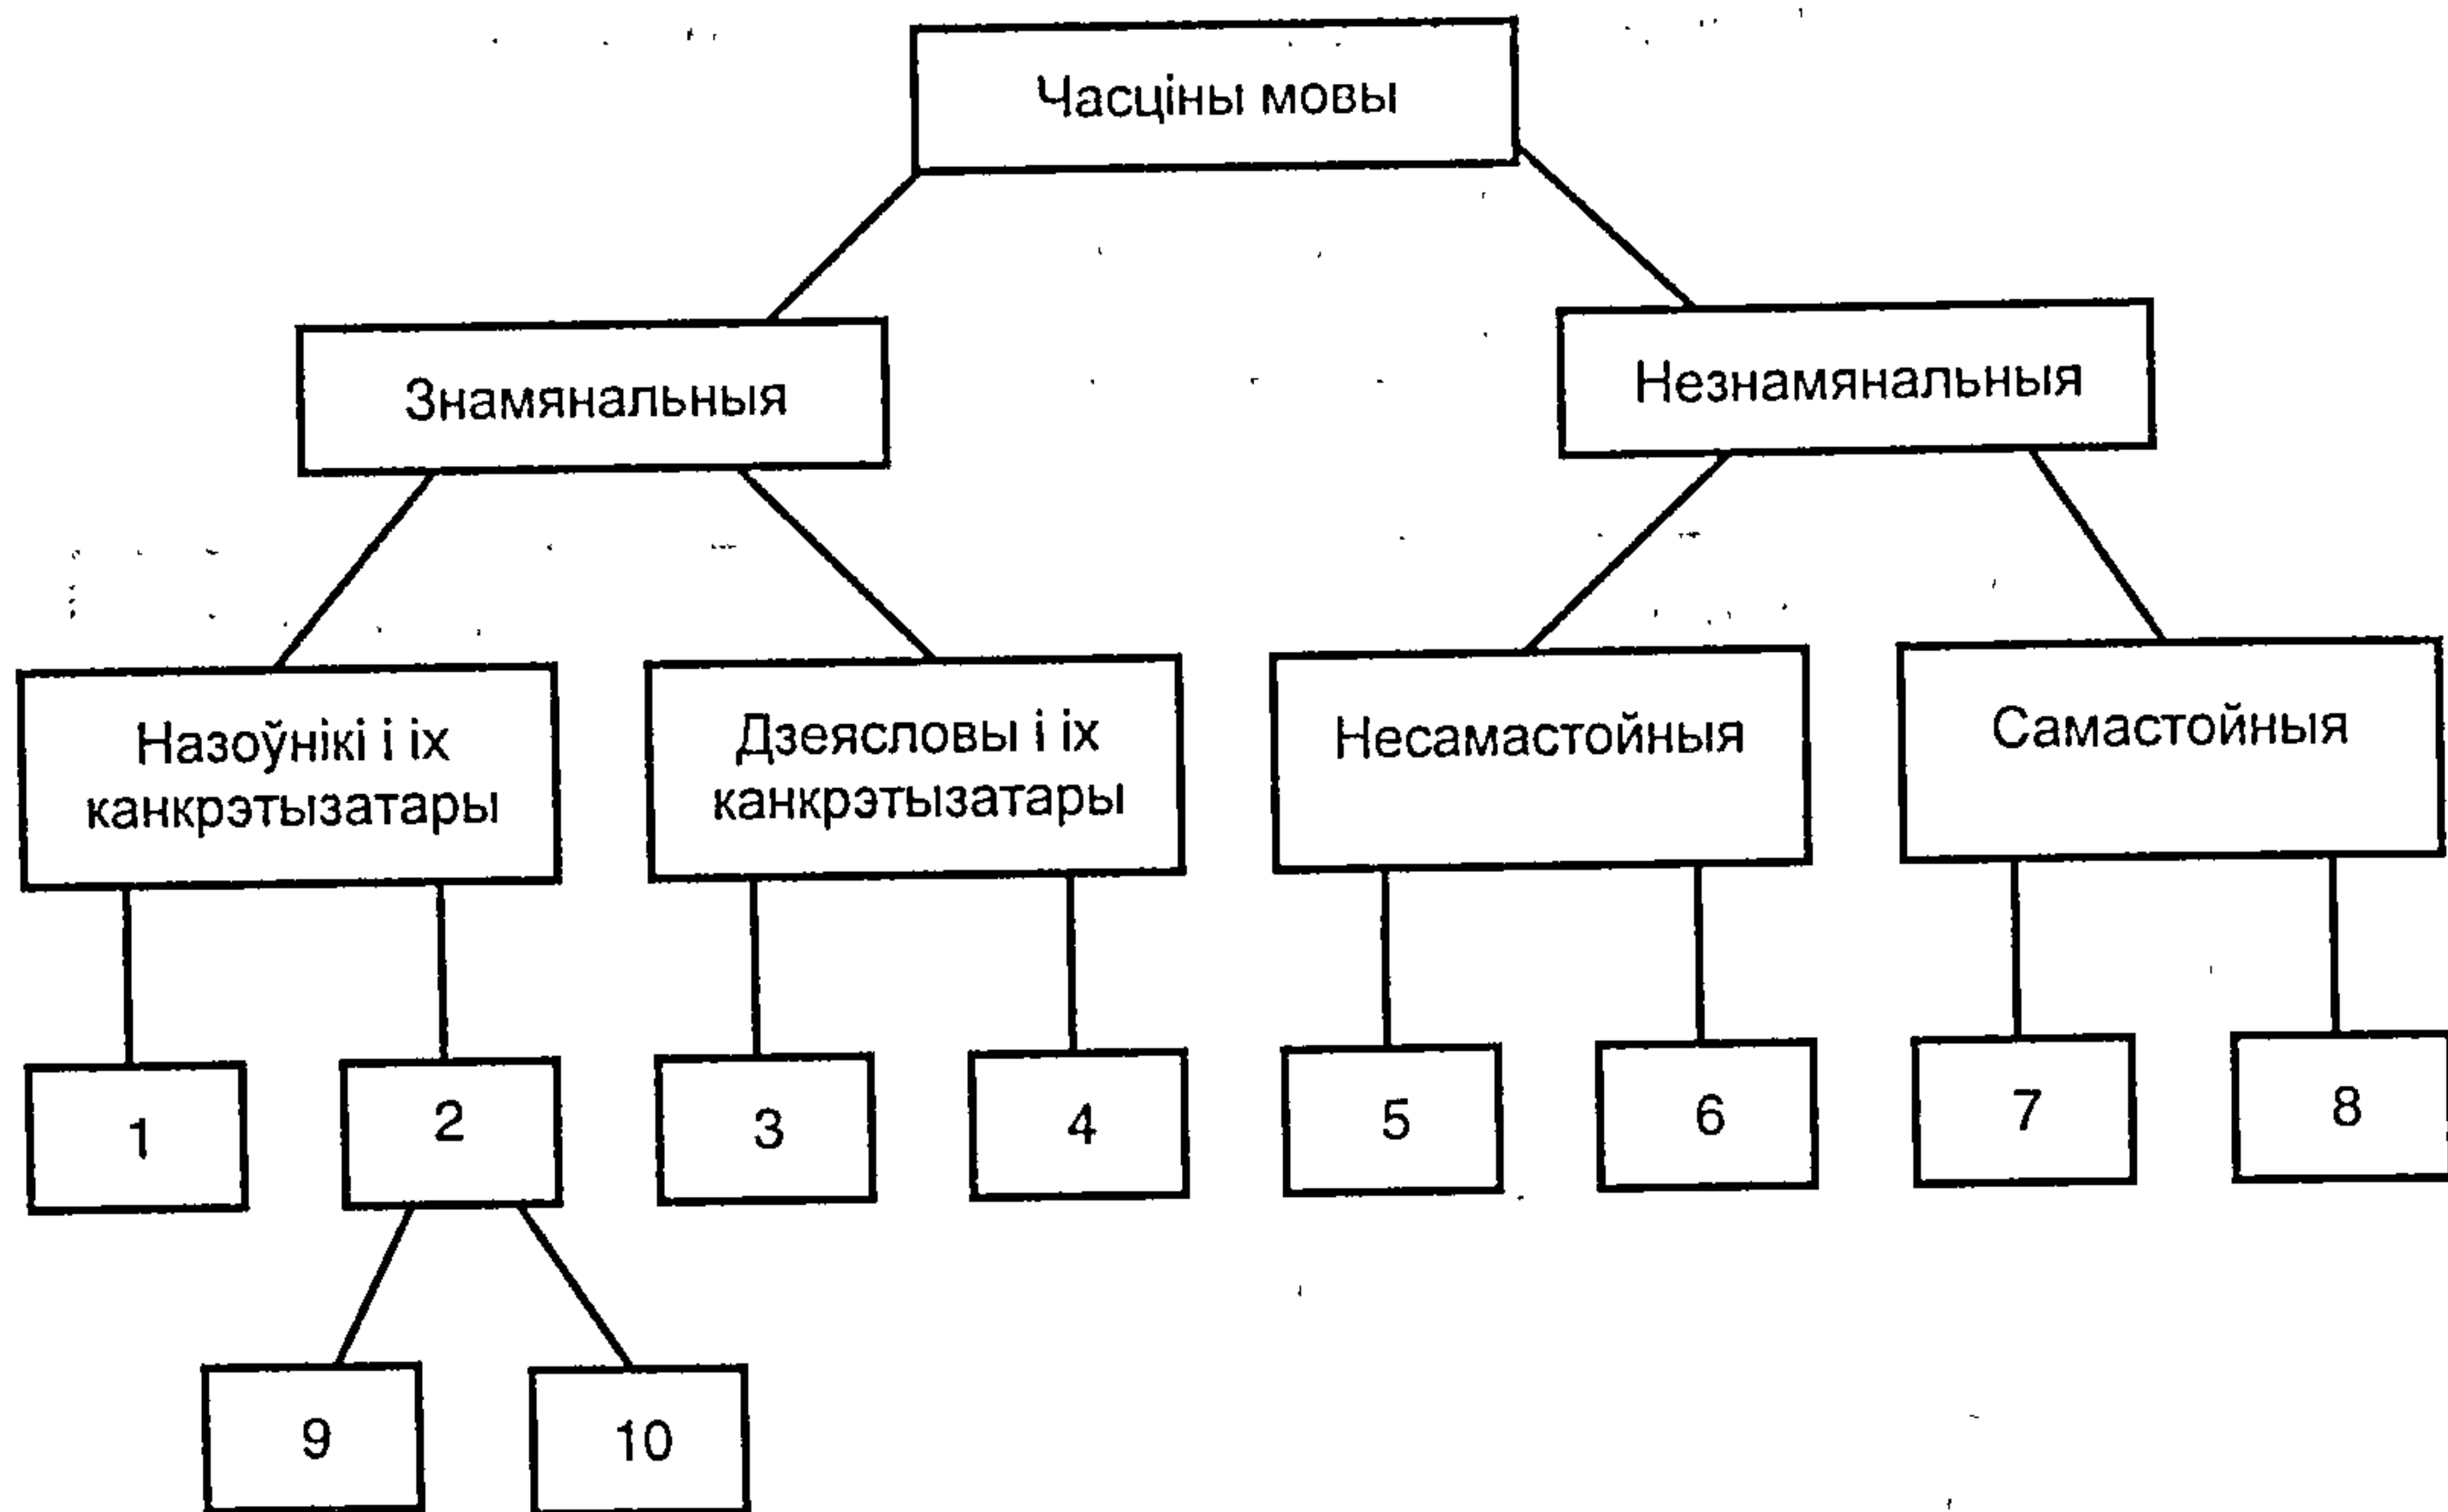 Часціны мовы
Знамянальныя
Незнамянальныя
Назоўнікі і іх
канкрэтызатары
Дзеясловы і іх
канкрэтызатары
Несамастойныя
Самастойныя
1
2
3
4
5
6
7
8
9
10